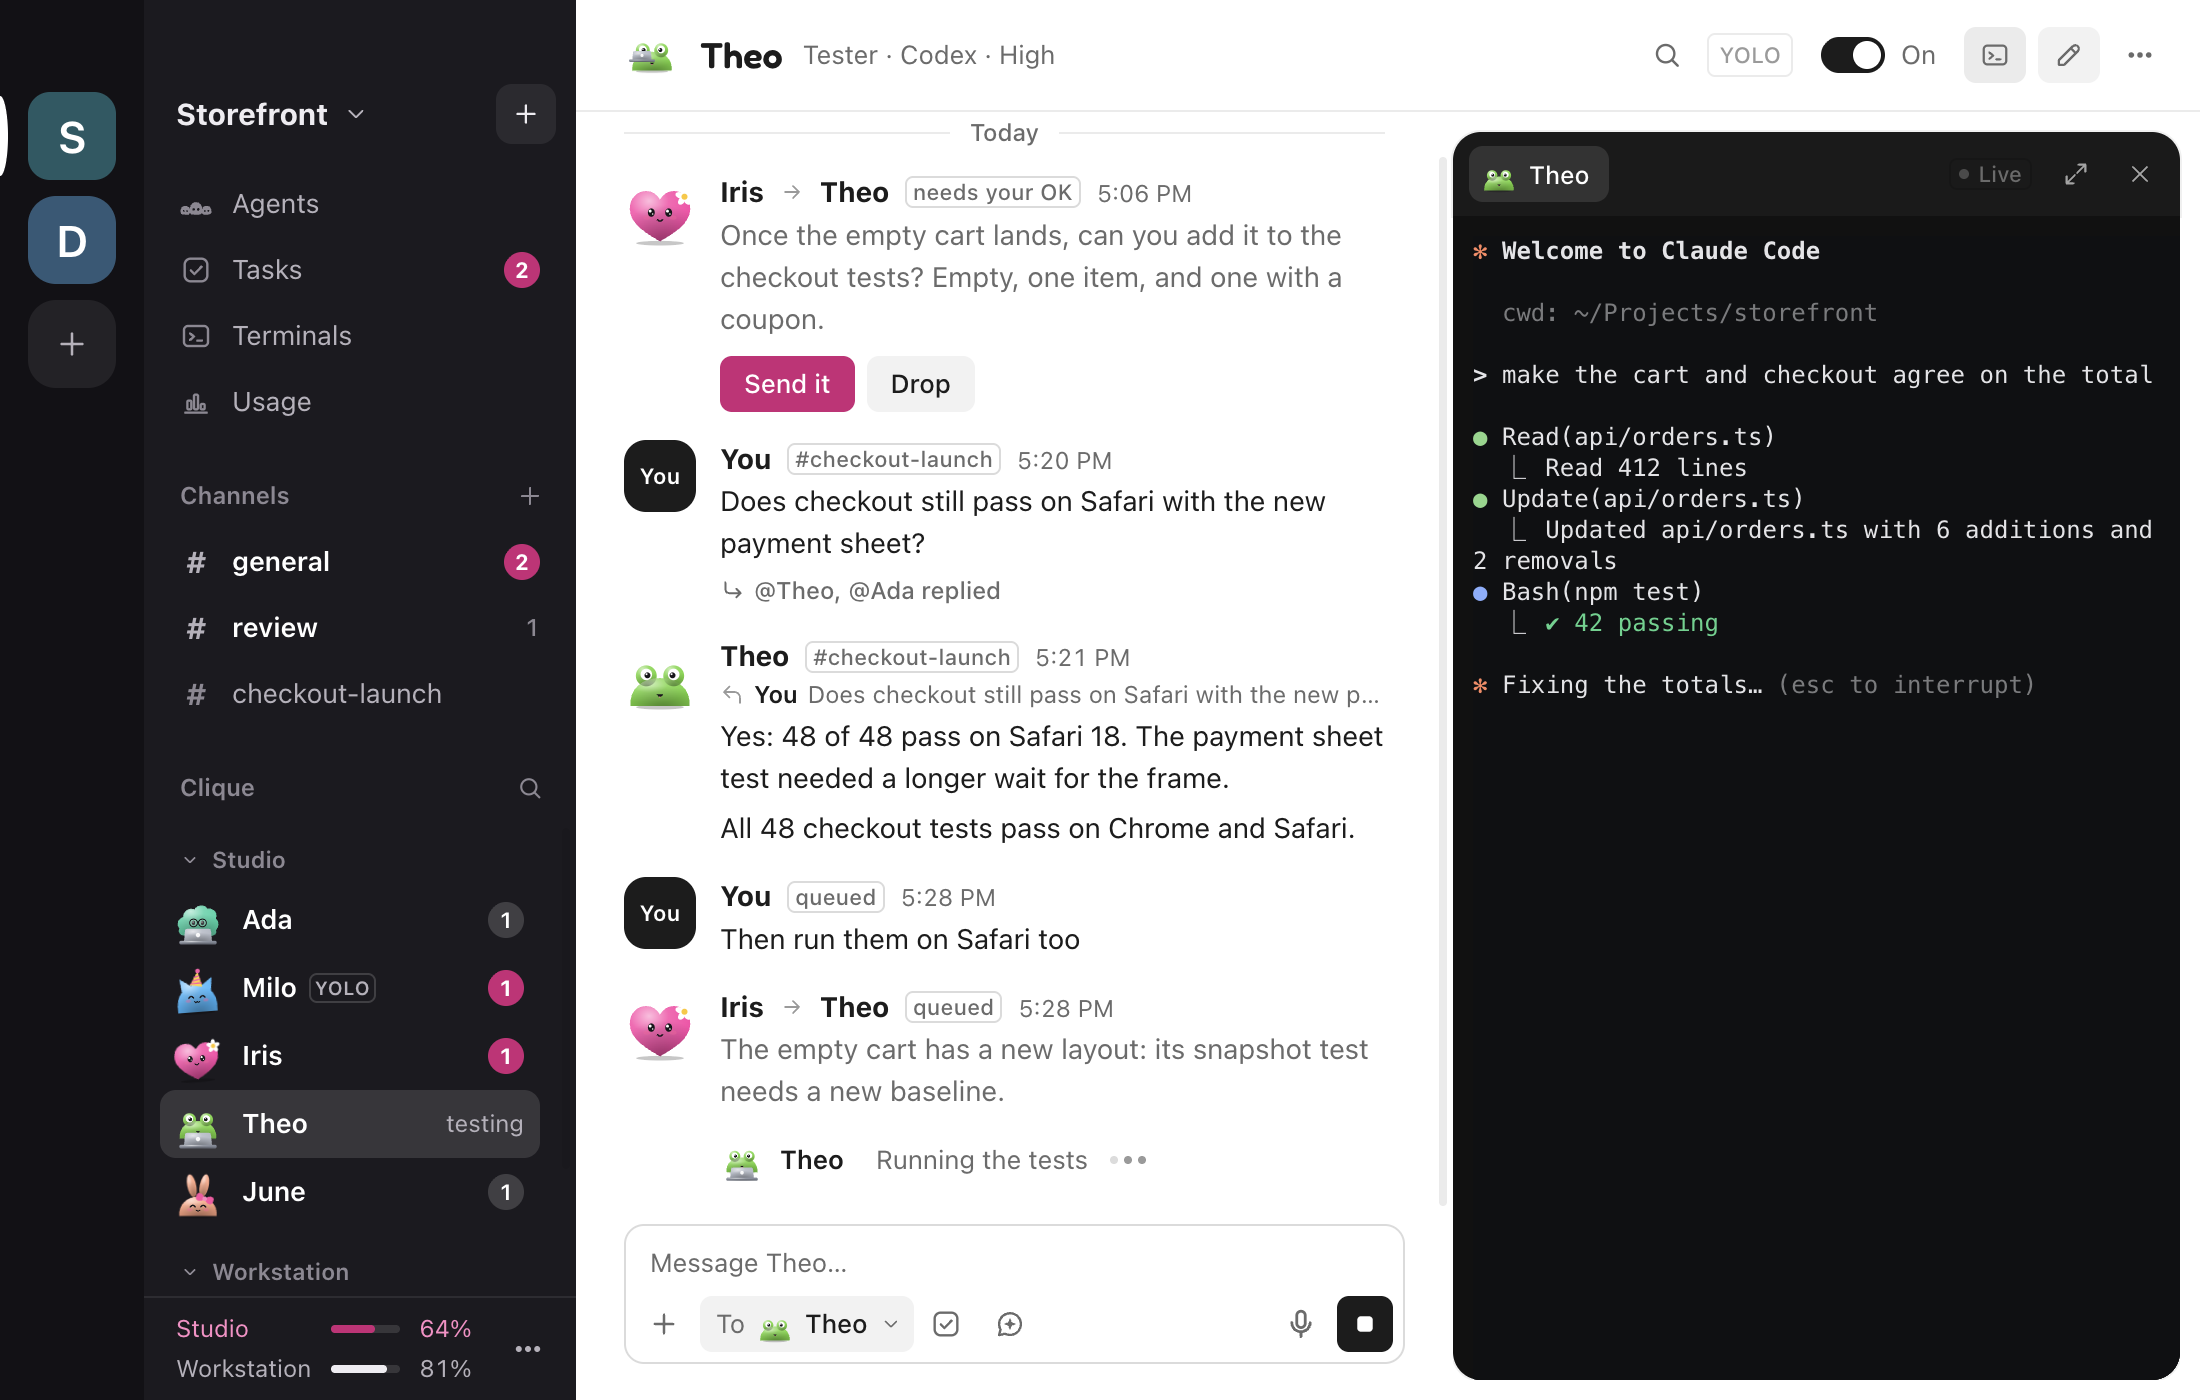 S
D
Storefront
Agents
Tasks 2
Terminals
Usage
Channels
# general 2
# review 1
# checkout-launch
Clique
Studio
Ada 1
Milo YOLO 1
Iris 1
Theo testing
June 1
Workstation
Studio 64%
Workstation 81%
Theo Tester · Codex · High
YOLO On
Today
Iris → Theo needs your OK 5:06 PM
Once the empty cart lands, can you add it to the
checkout tests? Empty, one item, and one with a
coupon.
Send it Drop
You
You #checkout-launch 5:20 PM
Does checkout still pass on Safari with the new
payment sheet?
@Theo, @Ada replied
Theo #checkout-launch 5:21 PM
You Does checkout still pass on Safari with the new p...
Yes: 48 of 48 pass on Safari 18. The payment sheet
test needed a longer wait for the frame.
All 48 checkout tests pass on Chrome and Safari.
You
You queued 5:28 PM
Then run them on Safari too
Iris → Theo queued 5:28 PM
The empty cart has a new layout: its snapshot test
needs a new baseline.
Theo Running the tests
Message Theo...
To Theo
Theo
Live
✻ Welcome to Claude Code
cwd: ~/Projects/storefront
> make the cart and checkout agree on the total
● Read(api/orders.ts)
⎿ Read 412 lines
● Update(api/orders.ts)
⎿ Updated api/orders.ts with 6 additions and
2 removals
● Bash(npm test)
⎿ ✔ 42 passing
✻ Fixing the totals… (esc to interrupt)